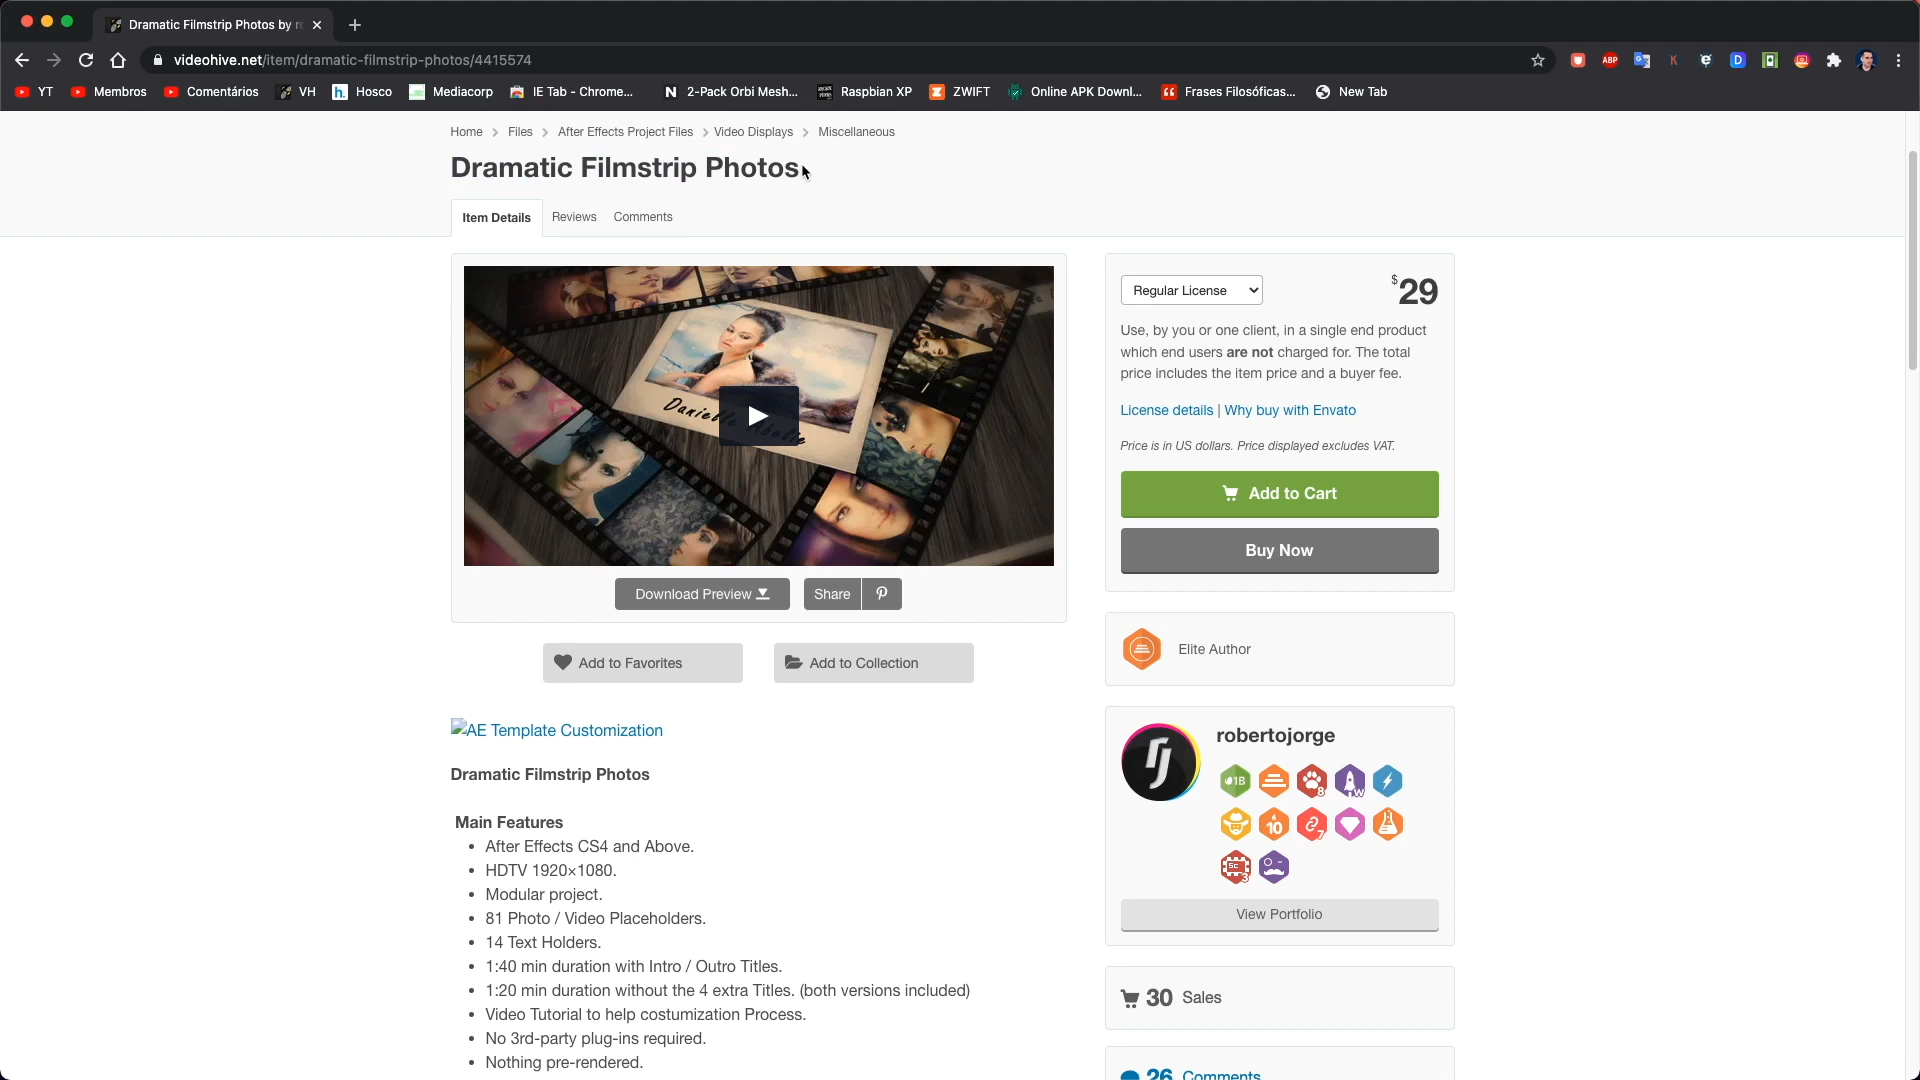 Dramatic Filmstrip Photos by r
videohive.net/item/dramatic-filmstrip-photos/4415574
ABP
YT
Membros
Comentários
VH
Hosco
Mediacorp
IE Tab - Chrome...
2-Pack Orbi Mesh...
Raspbian XP
ZWIFT
Online APK Downl...
Frases Filosóficas...
New Tab
Home > Files > After Effects Project Files > Video Displays > Miscellaneous
Dramatic Filmstrip Photos
Item Details
Reviews
Comments
Regular License
$29
Use, by you or one client, in a single end product
which end users are not charged for. The total
price includes the item price and a buyer fee.
License details | Why buy with Envato
Price is in US dollars. Price displayed excludes VAT.
Add to Cart
Buy Now
Download Preview
Share
Add to Favorites
Add to Collection
Elite Author
AE Template Customization
robertojorge
Dramatic Filmstrip Photos
Main Features
• After Effects CS4 and Above.
• HDTV 1920×1080.
• Modular project.
• 81 Photo / Video Placeholders.
• 14 Text Holders.
• 1:40 min duration with Intro / Outro Titles.
• 1:20 min duration without the 4 extra Titles. (both versions included)
• Video Tutorial to help costumization Process.
• No 3rd-party plug-ins required.
• Nothing pre-rendered.
1B
8
W
10
7
SC
3
View Portfolio
30 Sales
26 Comments